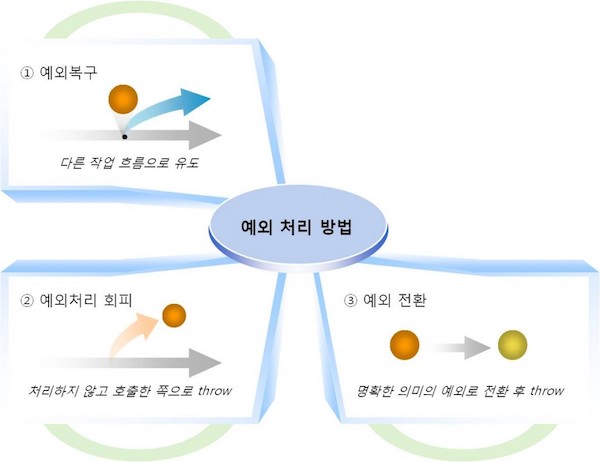 ① 예외복구
다른 작업 흐름으로 유도
예외 처리 방법
② 예외처리 회피
처리하지 않고 호출한 쪽으로 throw
③ 예외 전환
명확한 의미의 예외로 전환 후 throw